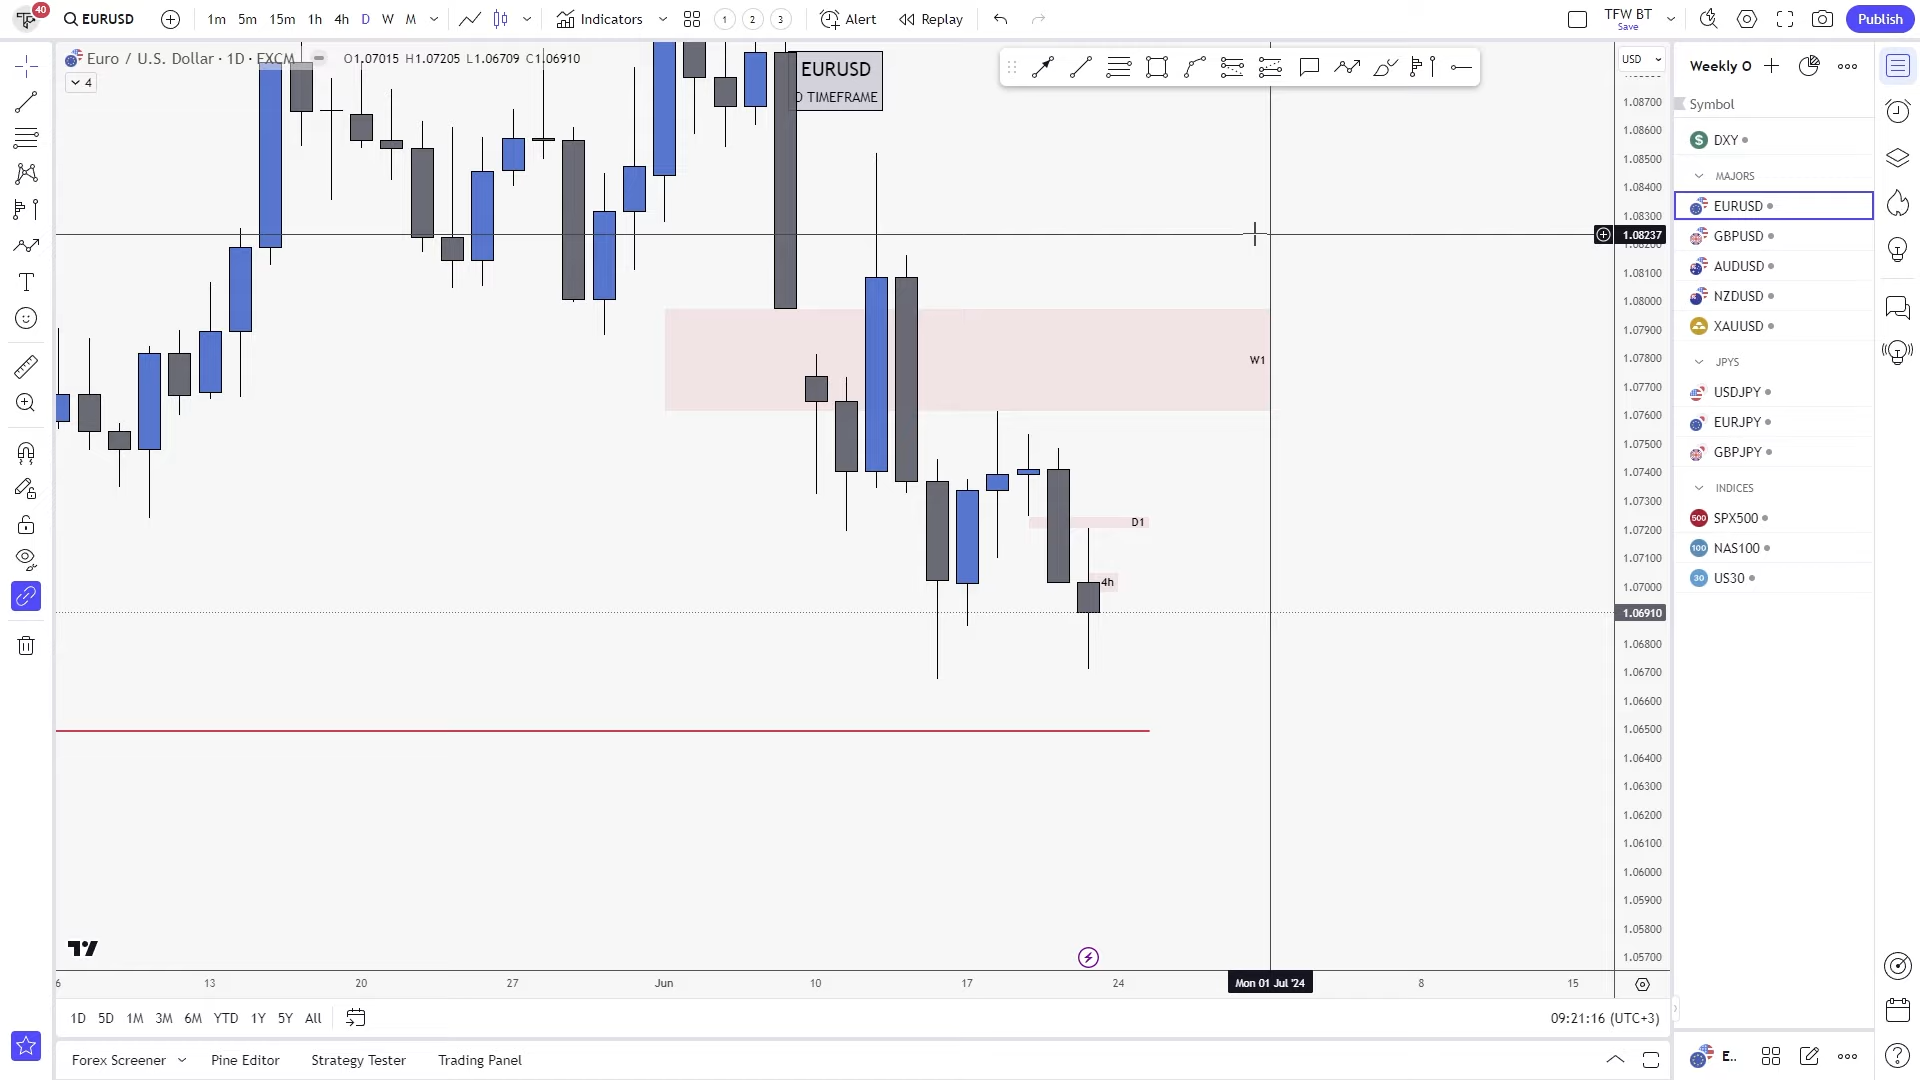 40
EURUSD
1m 5m 15m 1h 4h D W M
Indicators
1 2 3
Alert
Replay
TFW BT
Save
Publish
Euro / U.S. Dollar · 1D · FXCM
O1.07015 H1.07205 L1.06709 C1.06910
4
EURUSD
D TIMEFRAME
W1
D1
4h
USD
1.08700
1.08600
1.08500
1.08400
1.08300
1.08237
1.08100
1.08000
1.07900
1.07800
1.07700
1.07600
1.07500
1.07400
1.07300
1.07200
1.07100
1.07000
1.06910
1.06800
1.06700
1.06600
1.06500
1.06400
1.06300
1.06200
1.06100
1.06000
1.05900
1.05800
1.05700
6 13 20 27 Jun 10 17 24 Mon 01 Jul '24 8 15
1D 5D 1M 3M 6M YTD 1Y 5Y All
09:21:16 (UTC+3)
Forex Screener
Pine Editor
Strategy Tester
Trading Panel
Weekly O
Symbol
DXY
MAJORS
EURUSD
GBPUSD
AUDUSD
NZDUSD
XAUUSD
JPYS
USDJPY
EURJPY
GBPJPY
INDICES
500 SPX500
100 NAS100
30 US30
E..